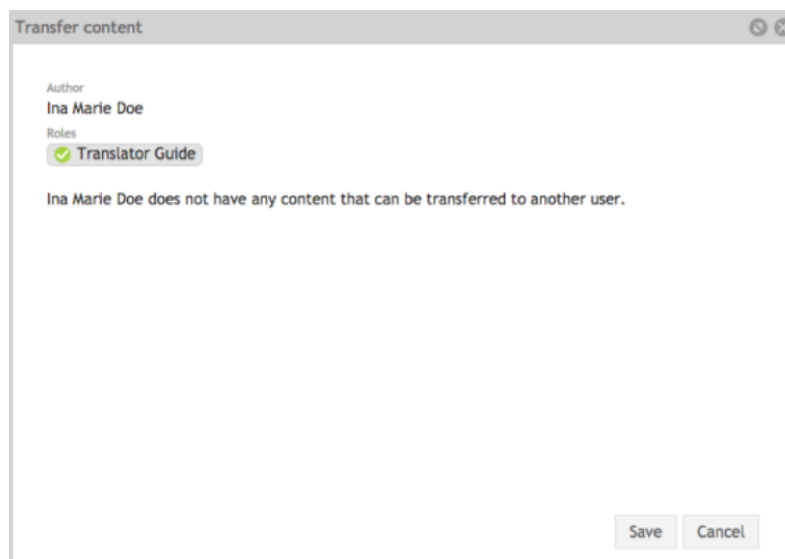 Transfer content
Author
Ina Marie Doe
Roles
Translator Guide
Ina Marie Doe does not have any content that can be transferred to another user.
Save Cancel